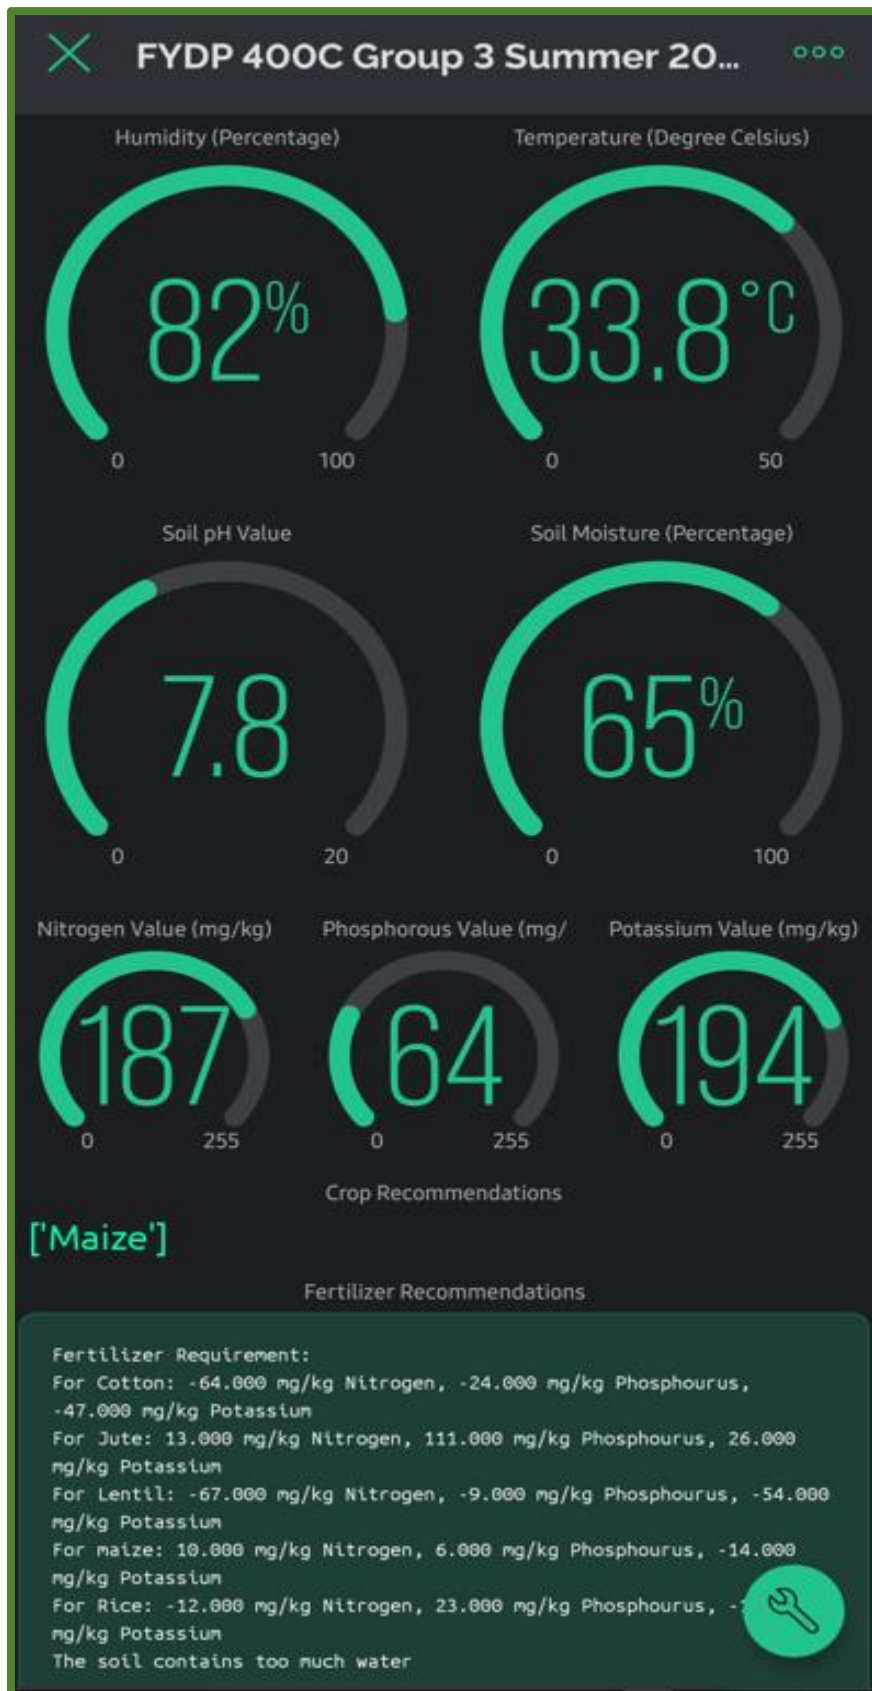 FYDP 400C Group 3 Summer 20...
Humidity (Percentage) Temperature (Degree Celsius)
82% 33.8°C
0 100 0 50
Soil pH Value Soil Moisture (Percentage)
7.8 65%
0 20 0 100
Nitrogen Value (mg/kg) Phosphorous Value (mg/ Potassium Value (mg/kg)
187 64 194
0 255 0 255 0 255
Crop Recommendations
['Maize']
Fertilizer Recommendations
Fertilizer Requirement:
For Cotton: -64.000 mg/kg Nitrogen, -24.000 mg/kg Phosphourus,
-47.000 mg/kg Potassium
For Jute: 13.000 mg/kg Nitrogen, 111.000 mg/kg Phosphourus, 26.000
mg/kg Potassium
For Lentil: -67.000 mg/kg Nitrogen, -9.000 mg/kg Phosphourus, -54.000
mg/kg Potassium
For maize: 10.000 mg/kg Nitrogen, 6.000 mg/kg Phosphourus, -14.000
mg/kg Potassium
For Rice: -12.000 mg/kg Nitrogen, 23.000 mg/kg Phosphourus,
mg/kg Potassium
The soil contains too much water